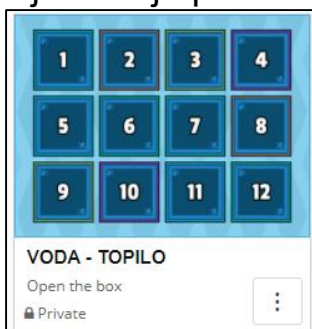 1 2 3 4
5 6 7 8
9 10 11 12
VODA - TOPILO
Open the box
Private